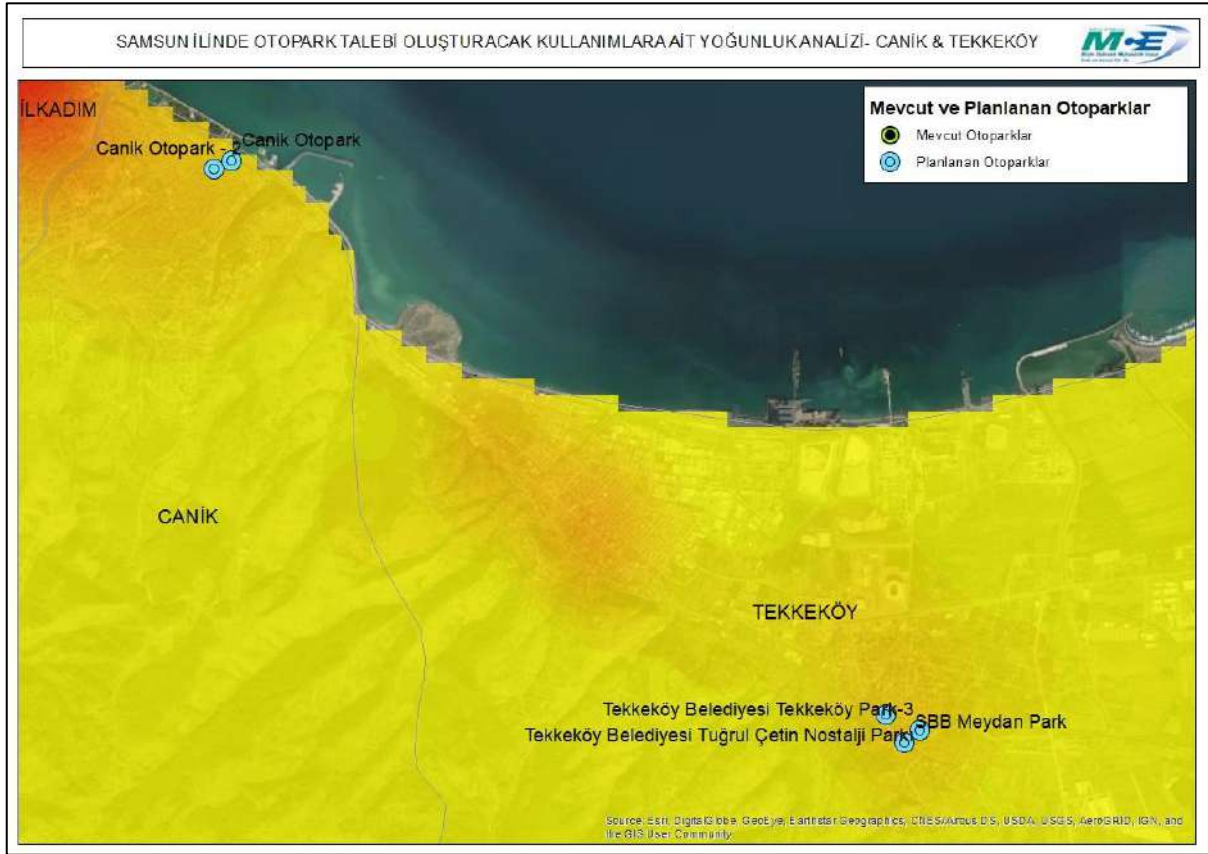 SAMSUN İLİNDE OTOPARK TALEBİ OLUŞTURACAK KULLANIMLARA AİT YOĞUNLUK ANALİZİ- CANİK & TEKKEKÖY
M•E
İLKADIM
Mevcut ve Planlanan Otoparklar
Mevcut Otoparklar
Planlanan Otoparklar
Canik Otopark
Canik Otopark - 2
CANİK
TEKKEKÖY
Tekkeköy Belediyesi Tekkeköy Park-3
SBB Meydan Park
Tekkeköy Belediyesi Tuğrul Çetin Nostalji Parkı
Source: Esri, DigitalGlobe, GeoEye, Earthstar Geographics, CNES/Airbus DS, USDA, USGS, AeroGRID, IGN, and
the GIS User Community